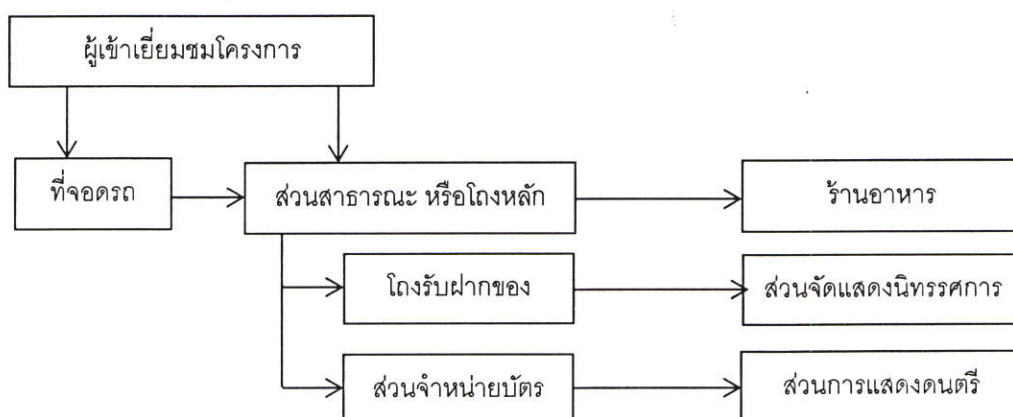 ผู้เข้าเยี่ยมชมโครงการ
ที่จอดรถ
ส่วนสาธารณะ หรือโถงหลัก
ร้านอาหาร
โถงรับฝากของ
ส่วนจัดแสดงนิทรรศการ
ส่วนจำหน่ายบัตร
ส่วนการแสดงดนตรี